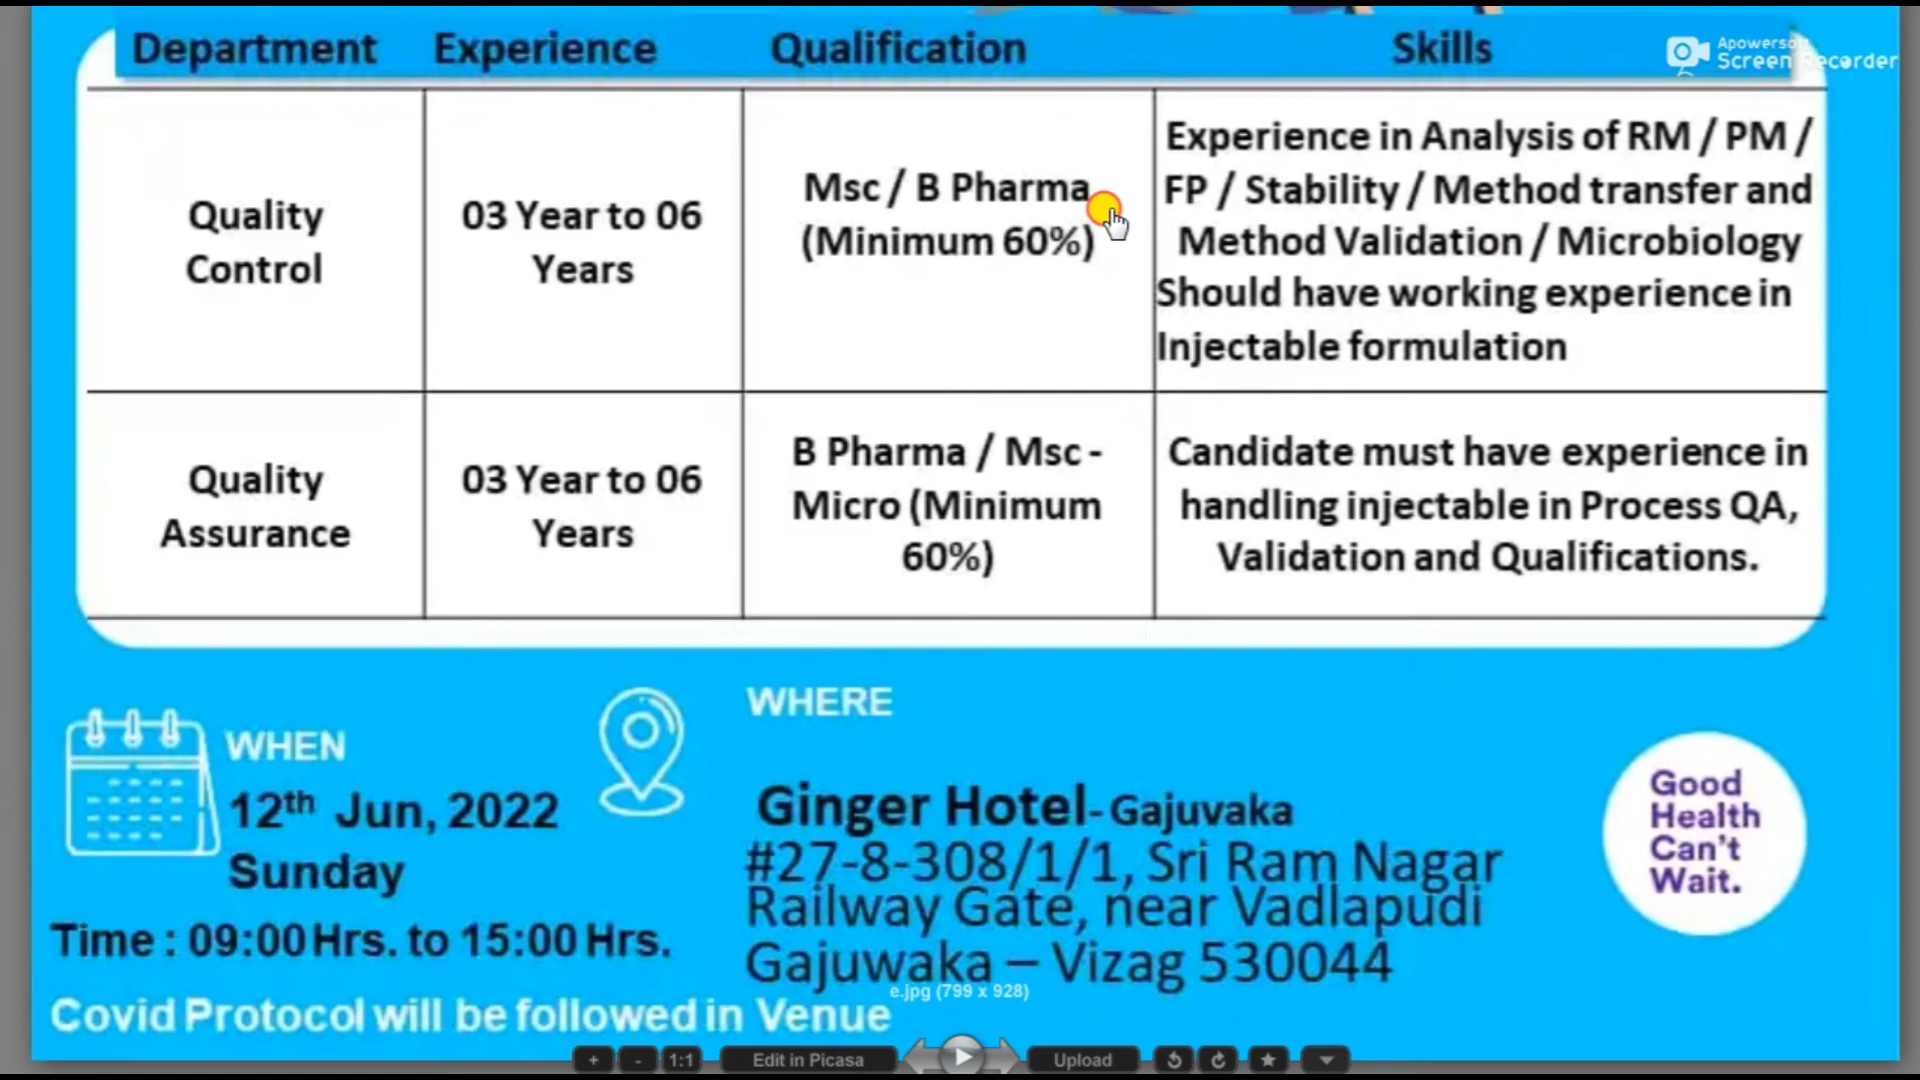 Department Experience Qualification Skills
Apowersoft
Screen Recorder
Quality
Control
03 Year to 06
Years
Msc / B Pharma
(Minimum 60%)
Experience in Analysis of RM / PM /
FP / Stability / Method transfer and
Method Validation / Microbiology
Should have working experience in
Injectable formulation
Quality
Assurance
03 Year to 06
Years
B Pharma / Msc -
Micro (Minimum
60%)
Candidate must have experience in
handling injectable in Process QA,
Validation and Qualifications.
WHEN
12th Jun, 2022
Sunday
Time : 09:00 Hrs. to 15:00 Hrs.
WHERE
Ginger Hotel- Gajuvaka
#27-8-308/1/1, Sri Ram Nagar
Railway Gate, near Vadlapudi
Gajuwaka – Vizag 530044
Good
Health
Can't
Wait.
e.jpg (799 x 928)
Covid Protocol will be followed in Venue
+ - 1:1 Edit in Picasa Upload